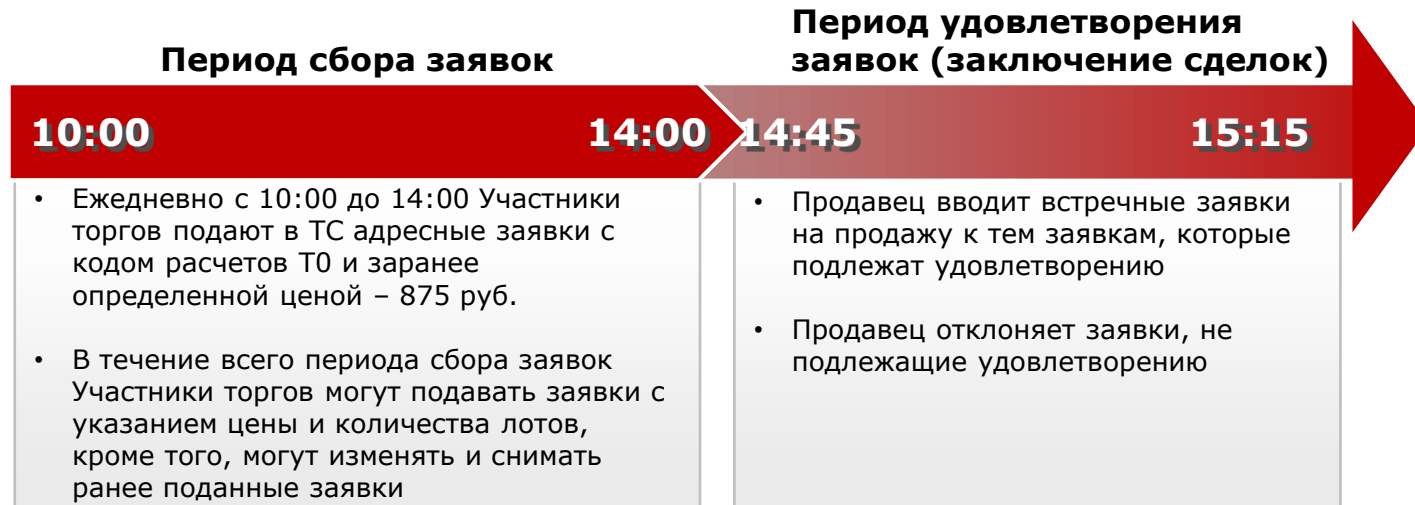 Период сбора заявок
Период удовлетворения
заявок (заключение сделок)
10:00
14:00
14:45
15:15
• Ежедневно с 10:00 до 14:00 Участники
торгов подают в ТС адресные заявки с
кодом расчетов Т0 и заранее
определенной ценой – 875 руб.
• В течение всего периода сбора заявок
Участники торгов могут подавать заявки с
указанием цены и количества лотов,
кроме того, могут изменять и снимать
ранее поданные заявки
• Продавец вводит встречные заявки
на продажу к тем заявкам, которые
подлежат удовлетворению
• Продавец отклоняет заявки, не
подлежащие удовлетворению